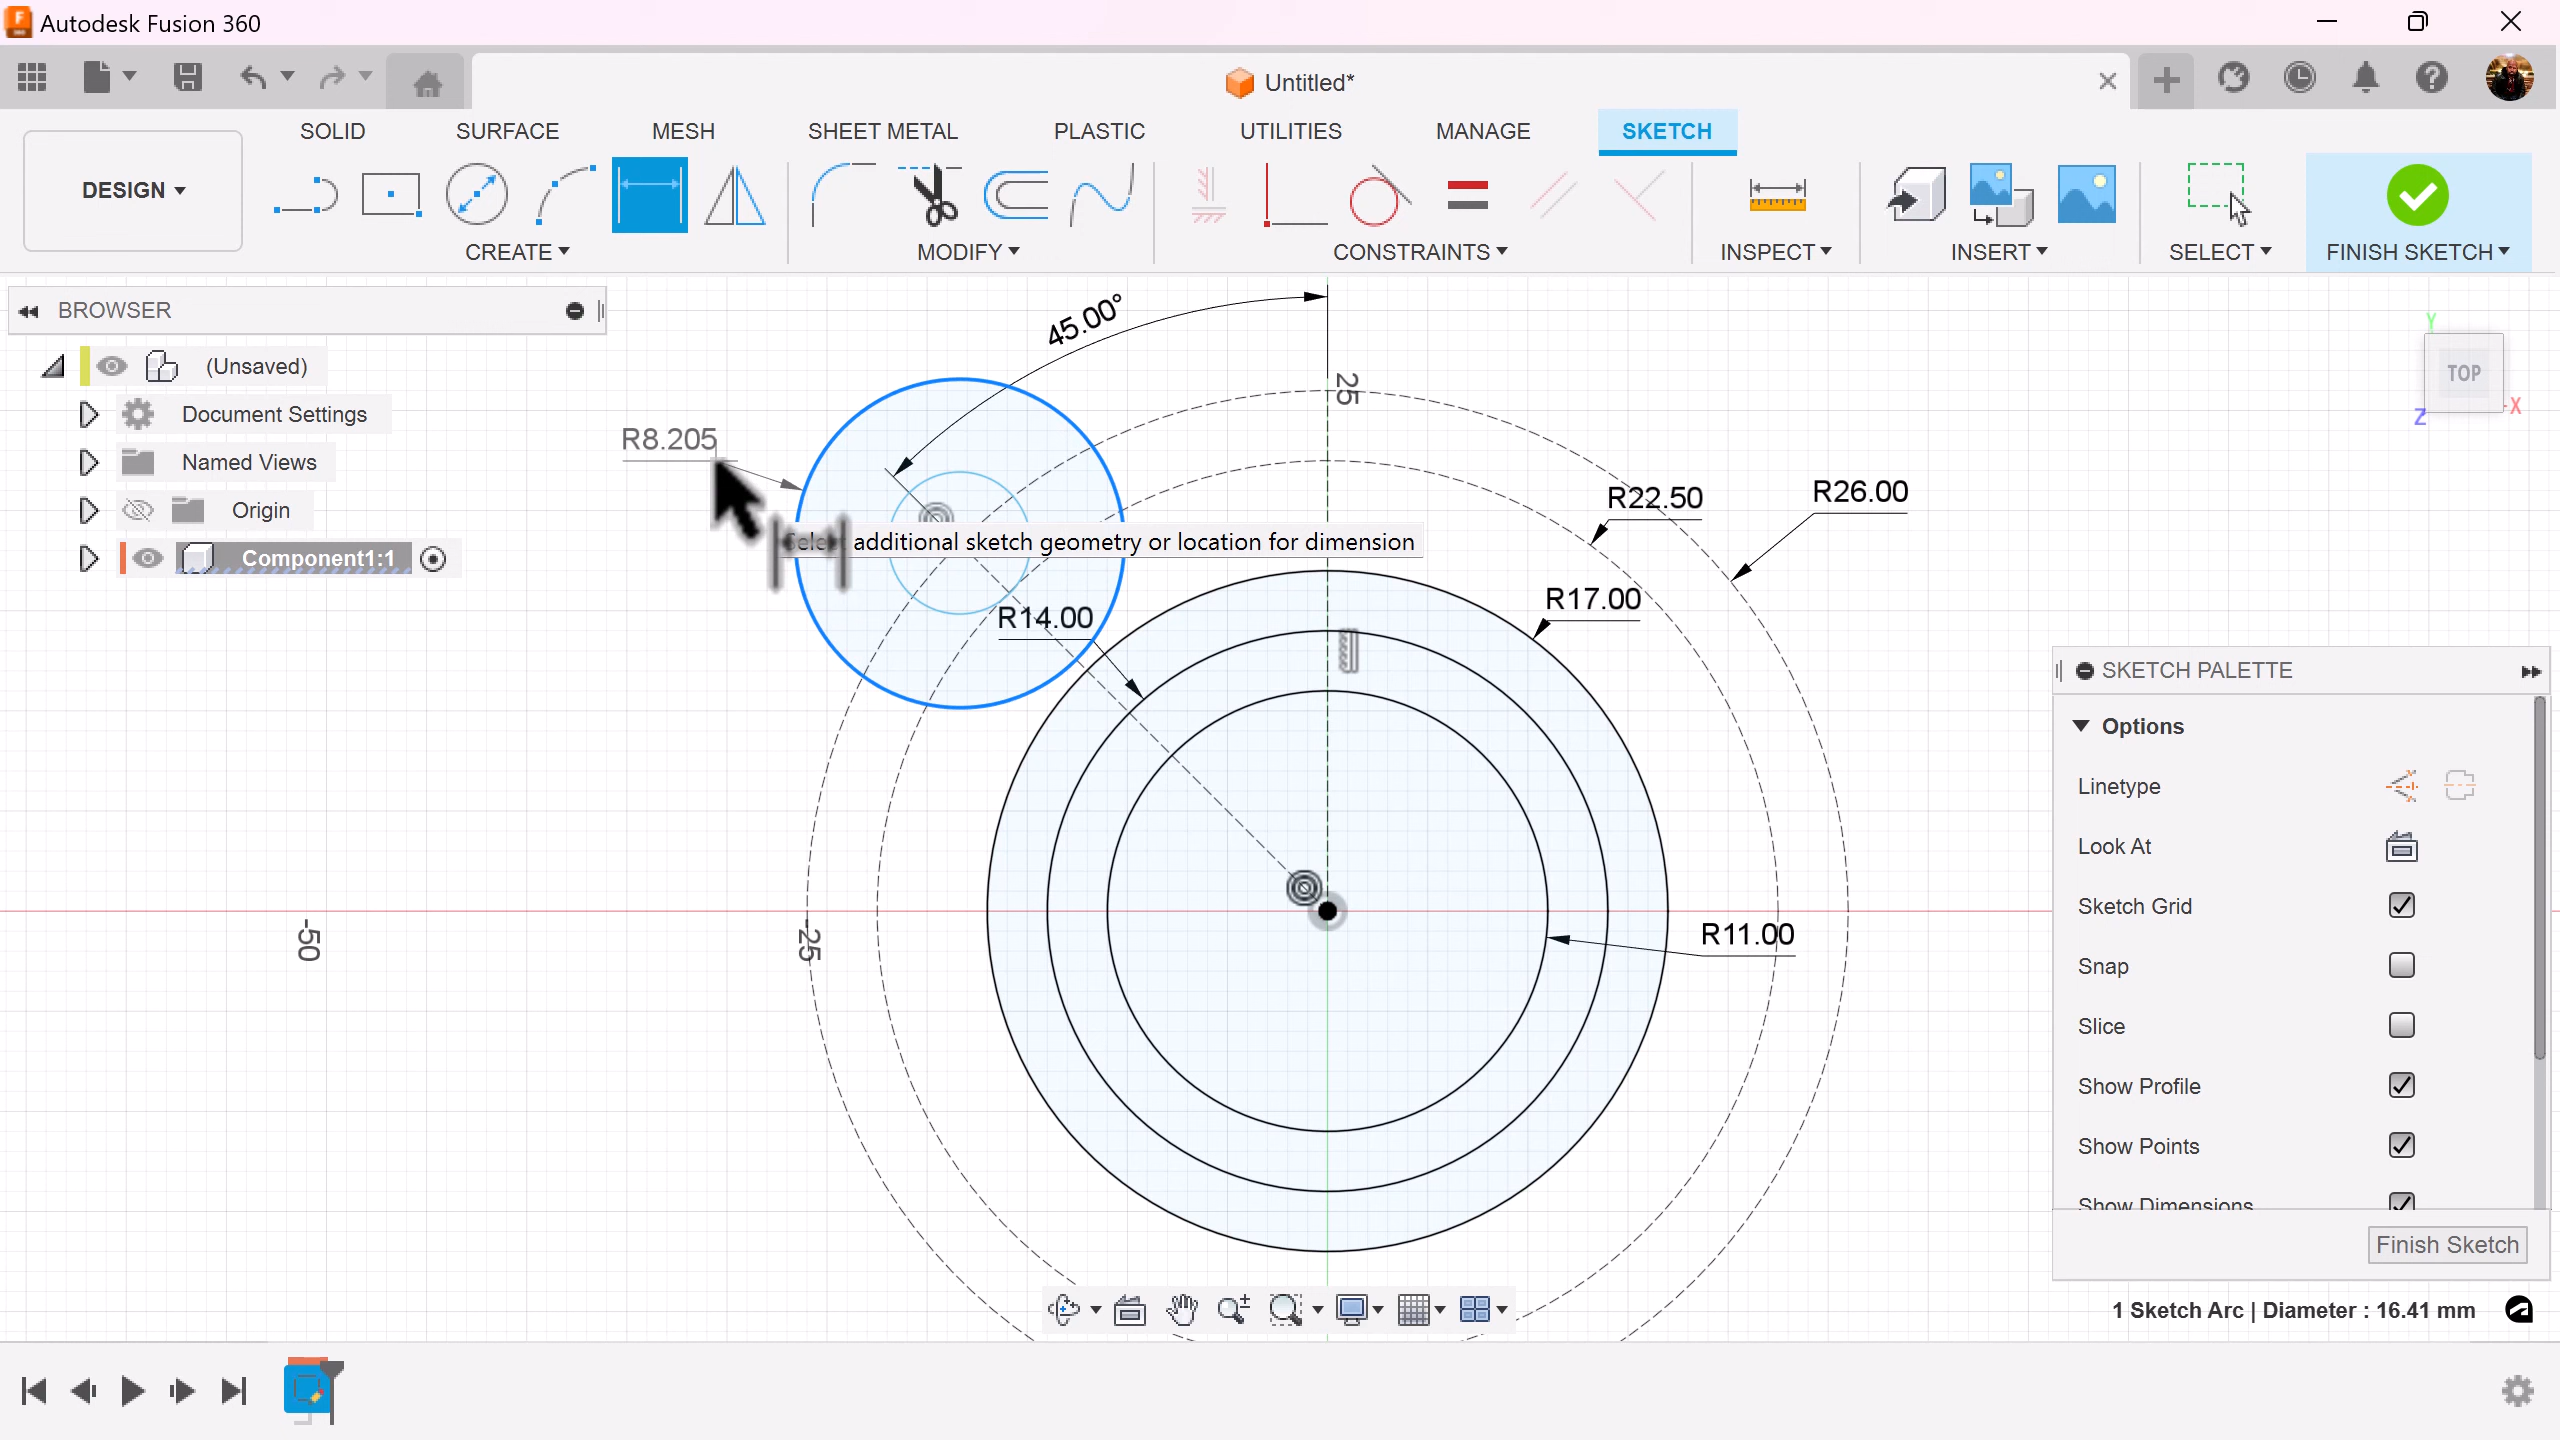 Autodesk Fusion 360
Untitled*
SOLID SURFACE MESH SHEET METAL PLASTIC UTILITIES MANAGE SKETCH
DESIGN
CREATE MODIFY CONSTRAINTS INSPECT INSERT SELECT FINISH SKETCH
BROWSER
(Unsaved)
Document Settings
Named Views
Origin
Component1:1
45.00°
25
R8.205
R22.50
R26.00
Select additional sketch geometry or location for dimension
R14.00
R17.00
R11.00
-50
-25
Y
TOP
X
Z
SKETCH PALETTE
Options
Linetype
Look At
Sketch Grid
Snap
Slice
Show Profile
Show Points
Show Dimensions
Finish Sketch
1 Sketch Arc | Diameter : 16.41 mm